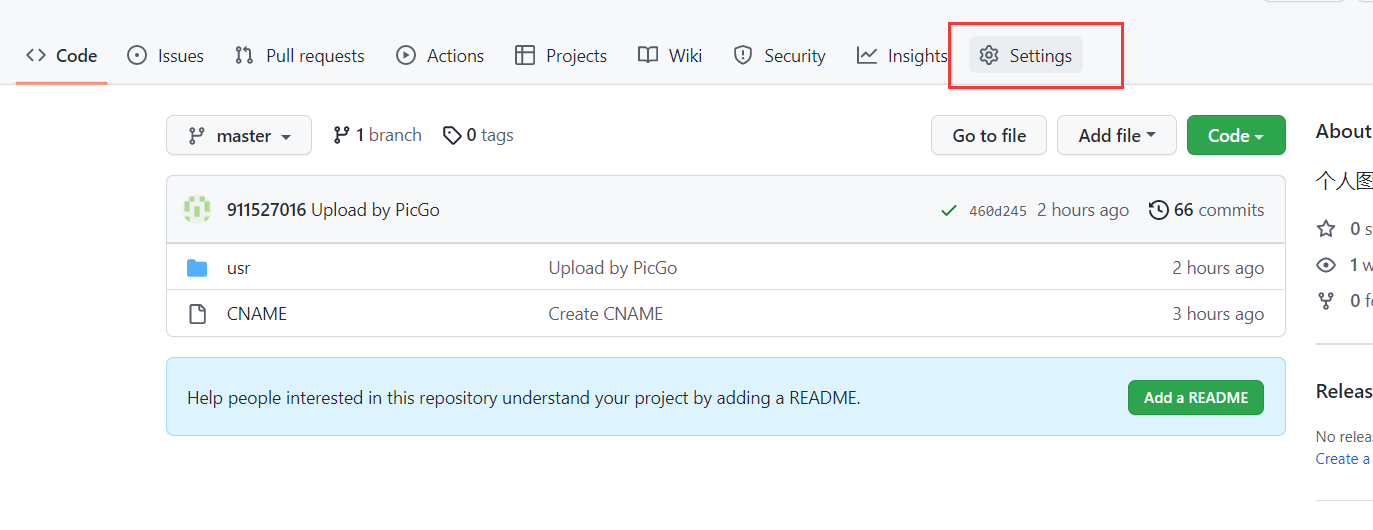 Code Issues Pull requests Actions Projects Wiki Security Insights Settings
master 1 branch 0 tags Go to file Add file Code
About
个人图
911527016 Upload by PicGo 460d245 2 hours ago 66 commits
0 s
usr Upload by PicGo 2 hours ago
1 w
0 fo
CNAME Create CNAME 3 hours ago
Help people interested in this repository understand your project by adding a README. Add a README
Releas
No relea
Create a